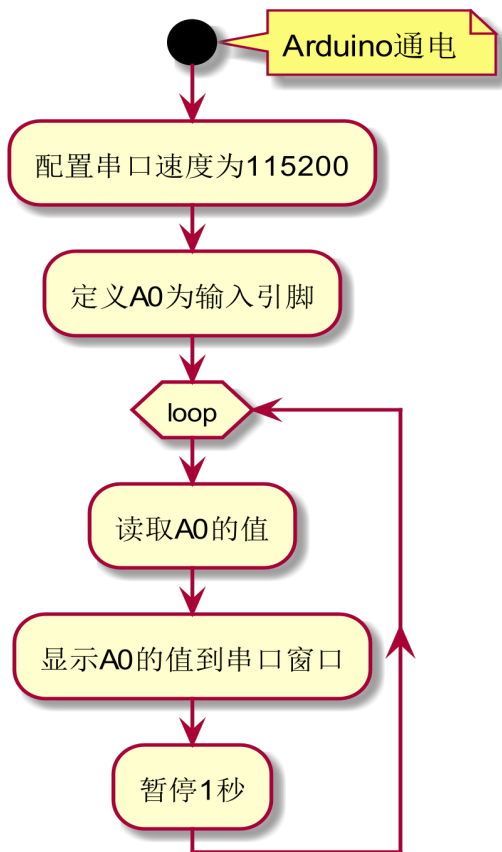 Arduino通电
配置串口速度为115200
定义A0为输入引脚
loop
读取A0的值
显示A0的值到串口窗口
暂停1秒